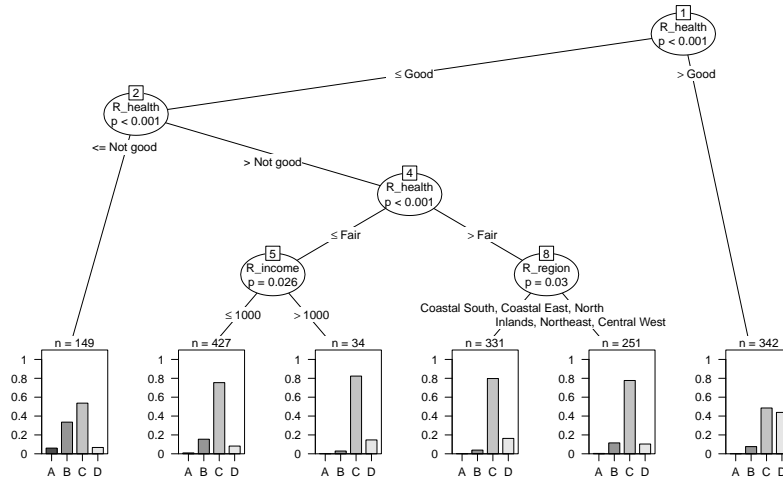 1
R_health
p < 0.001
≤ Good
> Good
2
R_health
p < 0.001
<= Not good
> Not good
4
R_health
p < 0.001
≤ Fair
> Fair
5
R_income
p = 0.026
8
R_region
p = 0.03
≤ 1000
> 1000
Coastal South, Coastal East, North
Inlands, Northeast, Central West
n = 149
n = 427
n = 34
n = 331
n = 251
n = 342
1 1 1 1 1 1
0.8 0.8 0.8 0.8 0.8 0.8
0.6 0.6 0.6 0.6 0.6 0.6
0.4 0.4 0.4 0.4 0.4 0.4
0.2 0.2 0.2 0.2 0.2 0.2
0 0 0 0 0 0
A B C D A B C D A B C D A B C D A B C D A B C D